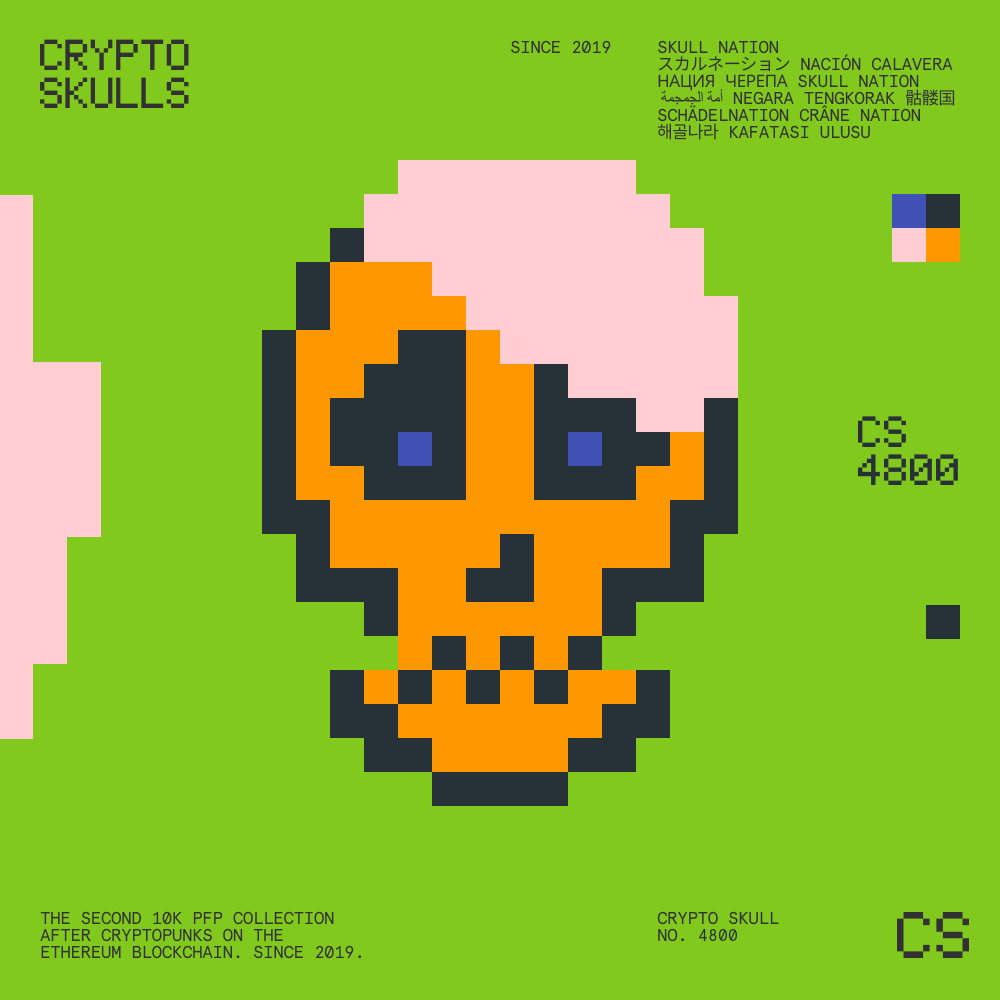 CRYPTO
SKULLS
SINCE 2019
SKULL NATION
スカルネーション NACIÓN CALAVERA
НАЦИЯ ЧЕРЕПА SKULL NATION
أمة الجمجمة NEGARA TENGKORAK 骷髅国
SCHÄDELNATION CRÂNE NATION
해골나라 KAFATASI ULUSU
CS
4800
THE SECOND 10K PFP COLLECTION
AFTER CRYPTOPUNKS ON THE
ETHEREUM BLOCKCHAIN. SINCE 2019.
CRYPTO SKULL
NO. 4800
CS